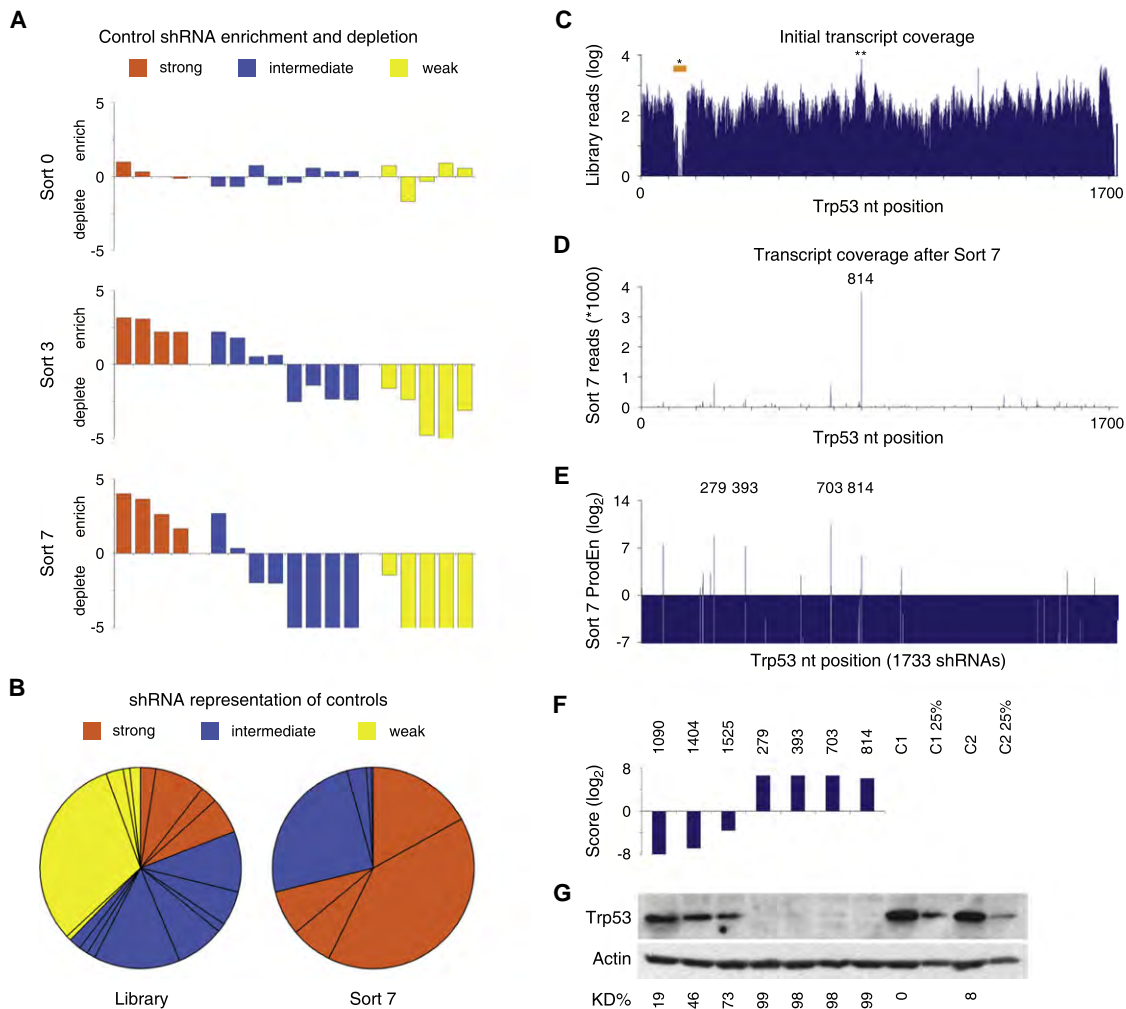 A
Control shRNA enrichment and depletion
strong intermediate weak
Sort 0
deplete enrich
5
0
-5
Sort 3
deplete enrich
5
0
-5
Sort 7
deplete enrich
5
0
-5
B
shRNA representation of controls
strong intermediate weak
Library Sort 7
C
Initial transcript coverage
Library reads (log)
4
2
0
* **
0 1700
Trp53 nt position
D
Transcript coverage after Sort 7
814
Sort 7 reads (*1000)
4
3
2
1
0
0 1700
Trp53 nt position
E
279 393 703 814
Sort 7 ProdEn (log2)
14
7
0
-7
Trp53 nt position (1733 shRNAs)
F
1090 1404 1525 279 393 703 814 C1 C1 25% C2 C2 25%
Score (log2)
8
0
-8
G
Trp53
Actin
KD% 19 46 73 99 98 98 99 0 8